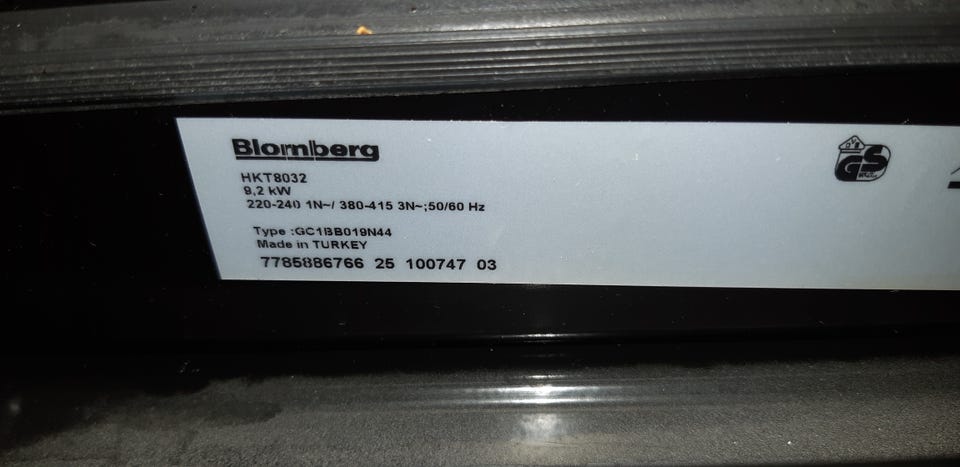 Blomberg
HKT8032
9,2 kW
220-240 1N~/ 380-415 3N~;50/60 Hz
Type :GC1BB019N44
Made in TURKEY
7785886766 25 100747 03
GS